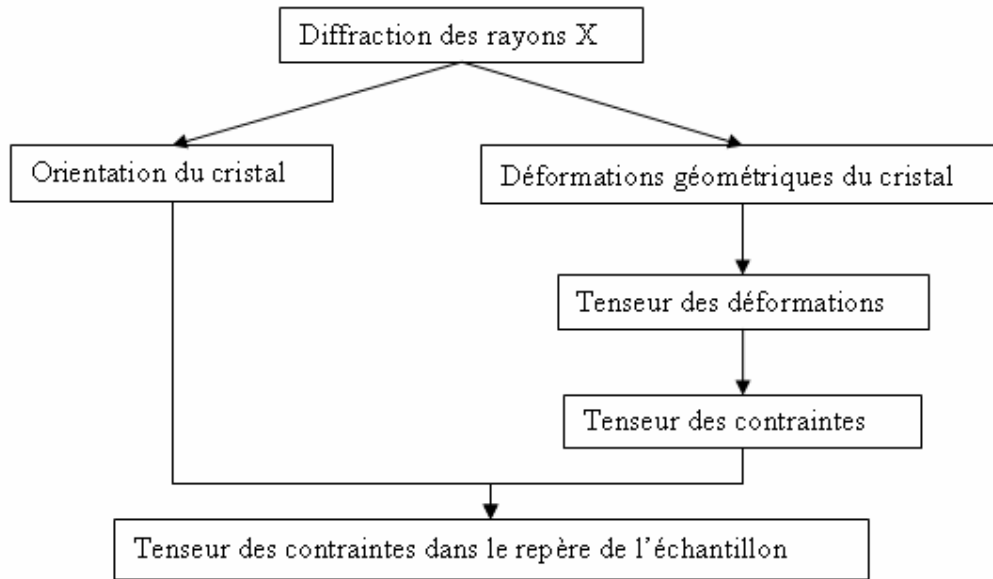 Diffraction des rayons X
Orientation du cristal
Déformations géométriques du cristal
Tenseur des déformations
Tenseur des contraintes
Tenseur des contraintes dans le repère de l'échantillon